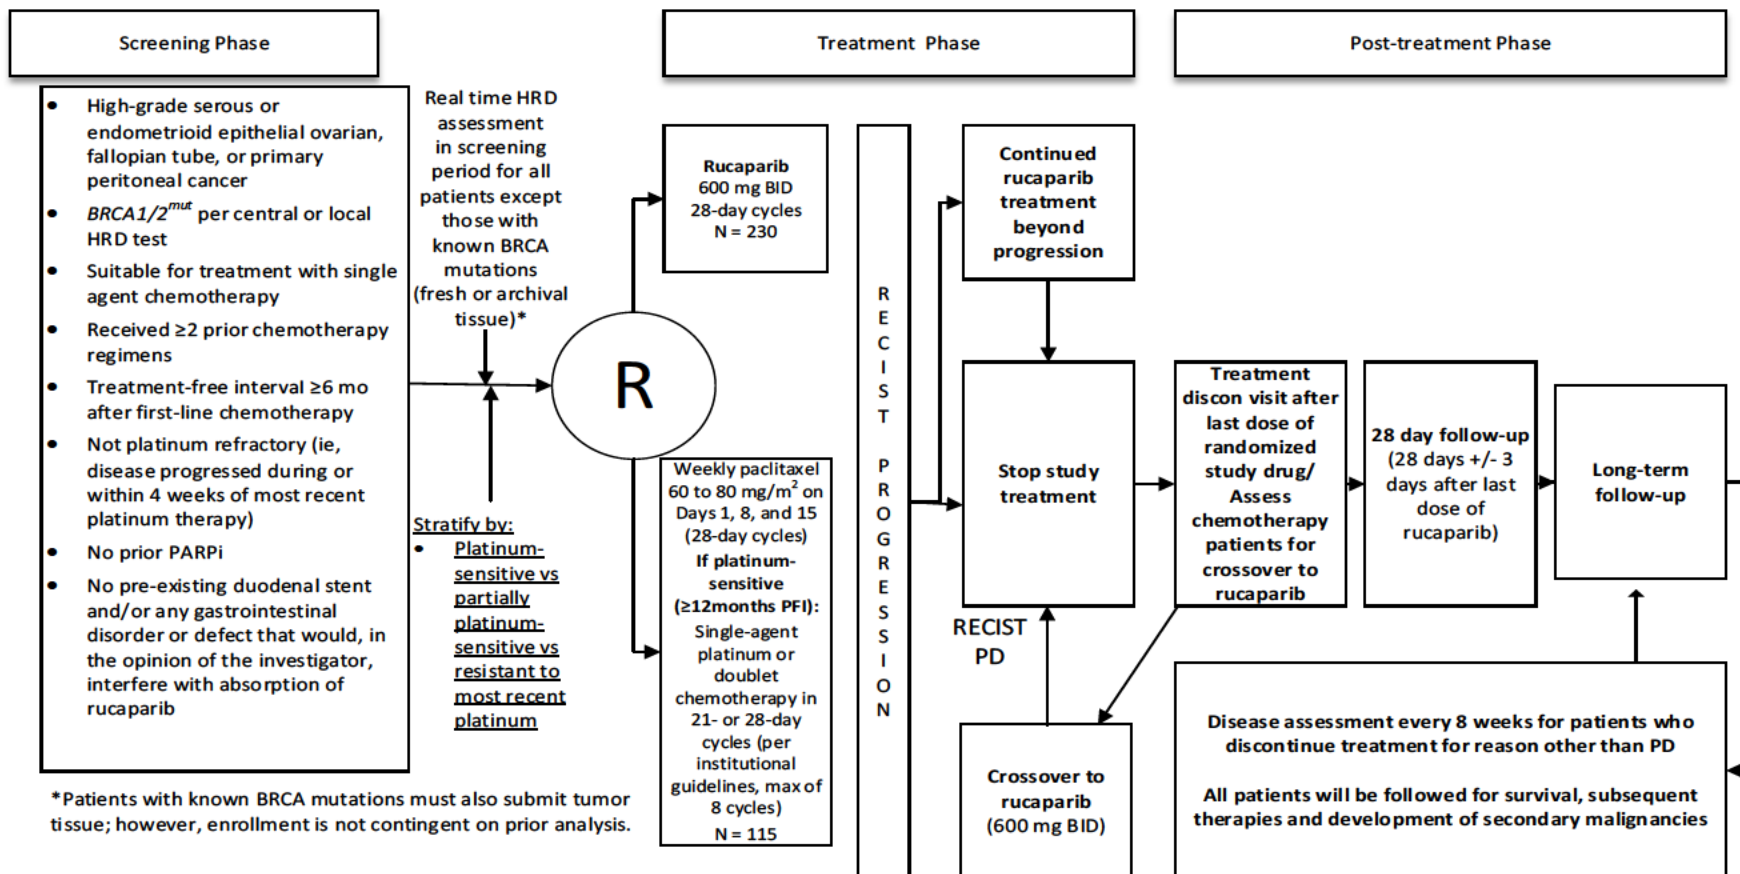 Screening Phase
Treatment Phase
Post-treatment Phase
• High-grade serous or
endometrioid epithelial ovarian,
fallopian tube, or primary
peritoneal cancer
• BRCA1/2mut per central or local
HRD test
• Suitable for treatment with single
agent chemotherapy
• Received ≥2 prior chemotherapy
regimens
• Treatment-free interval ≥6 mo
after first-line chemotherapy
• Not platinum refractory (ie,
disease progressed during or
within 4 weeks of most recent
platinum therapy)
• No prior PARPi
• No pre-existing duodenal stent
and/or any gastrointestinal
disorder or defect that would, in
the opinion of the investigator,
interfere with absorption of
rucaparib
Real time HRD
assessment
in screening
period for all
patients except
those with
known BRCA
mutations
(fresh or archival
tissue)*
Stratify by:
• Platinum-
sensitive vs
partially
platinum-
sensitive vs
resistant to
most recent
platinum
R
Rucaparib
600 mg BID
28-day cycles
N = 230
Weekly paclitaxel
60 to 80 mg/m2 on
Days 1, 8, and 15
(28-day cycles)
If platinum-
sensitive
(≥12months PFI):
Single-agent
platinum or
doublet
chemotherapy in
21- or 28-day
cycles (per
institutional
guidelines, max of
8 cycles)
N = 115
RECIST PROGRESSION
Continued
rucaparib
treatment
beyond
progression
Stop study
treatment
RECIST
PD
Crossover to
rucaparib
(600 mg BID)
Treatment
discon visit after
last dose of
randomized
study drug/
Assess
chemotherapy
patients for
crossover to
rucaparib
28 day follow-up
(28 days +/- 3
days after last
dose of
rucaparib)
Long-term
follow-up
Disease assessment every 8 weeks for patients who
discontinue treatment for reason other than PD
All patients will be followed for survival, subsequent
therapies and development of secondary malignancies
*Patients with known BRCA mutations must also submit tumor
tissue; however, enrollment is not contingent on prior analysis.